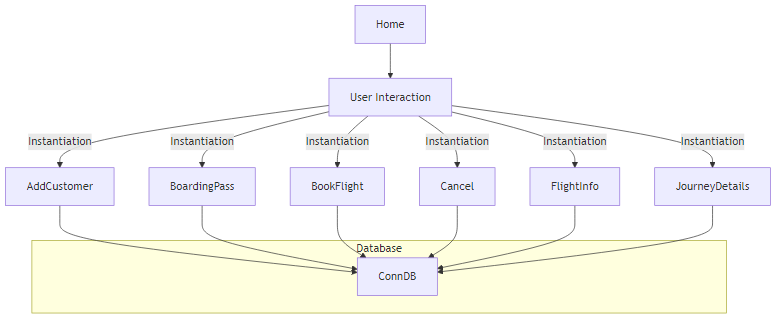 Home
User Interaction
Instantiation
Instantiation
Instantiation
Instantiation
Instantiation
Instantiation
AddCustomer
BoardingPass
BookFlight
Cancel
FlightInfo
JourneyDetails
Database
ConnDB